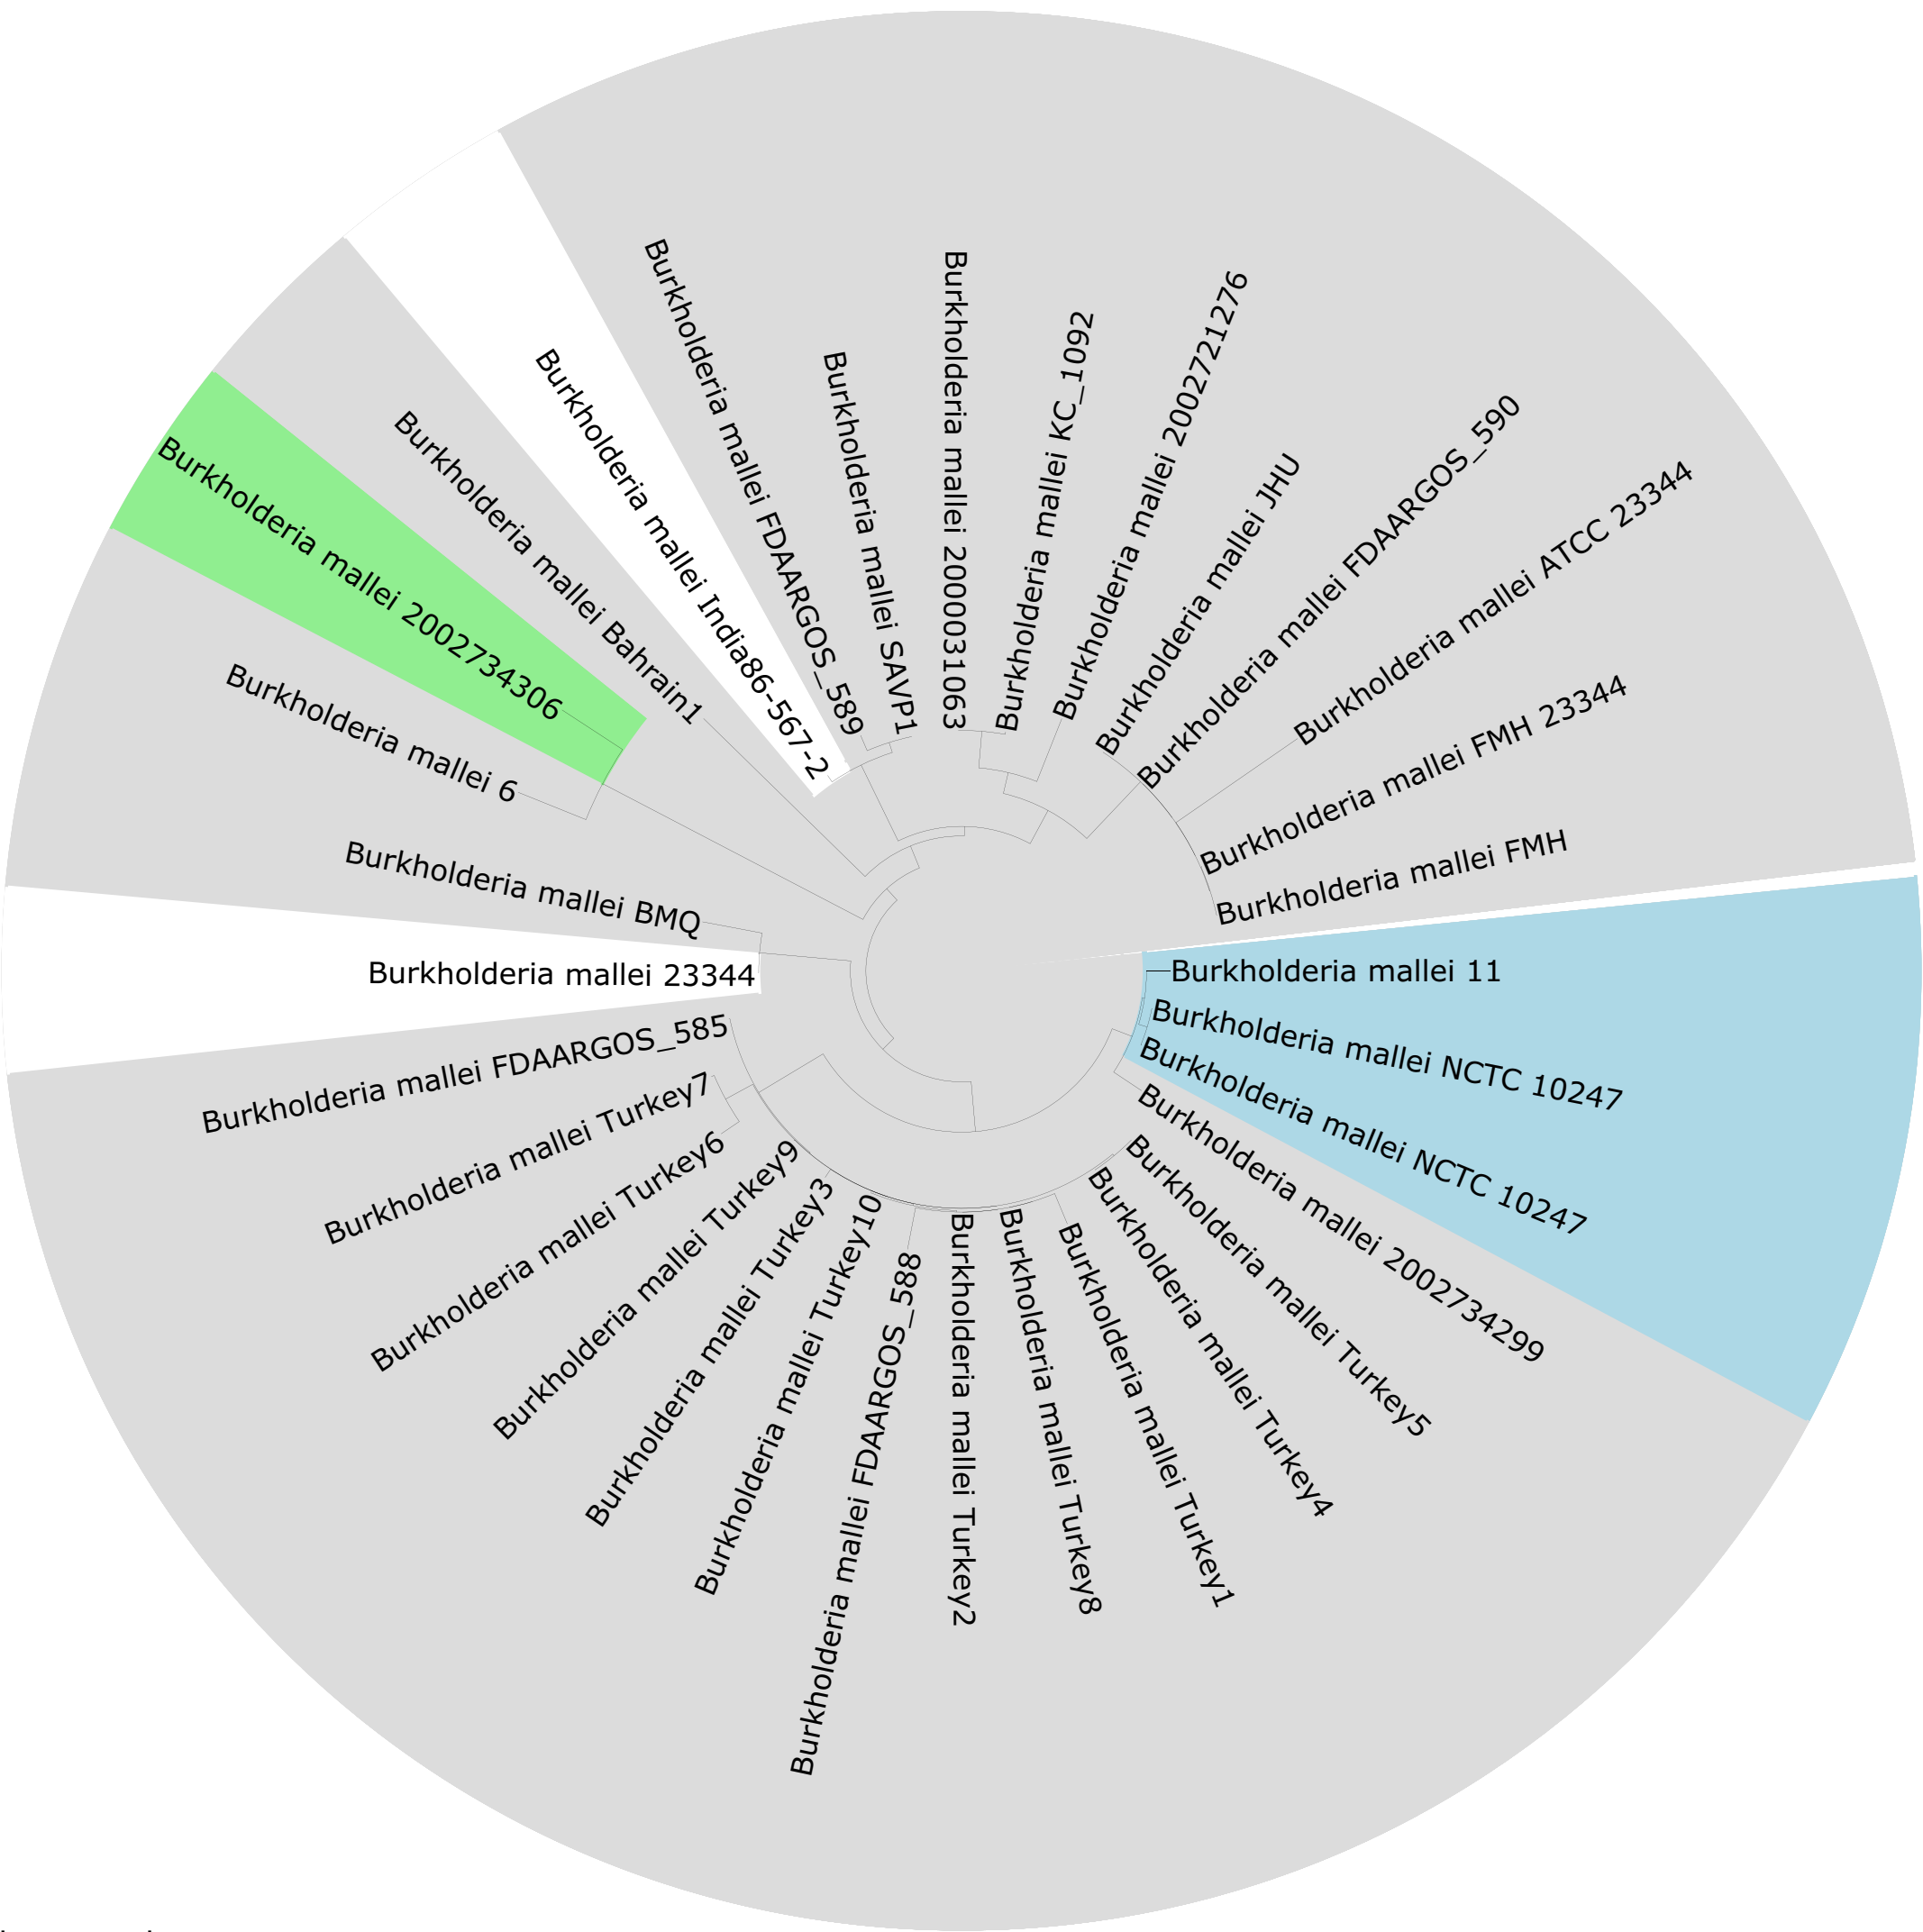 Burkholderia mallei FDAARGOS_589
Burkholderia mallei SAVP1
Burkholderia mallei 2000031063
Burkholderia mallei KC_1092
Burkholderia mallei 2002721276
Burkholderia mallei JHU
Burkholderia mallei FDAARGOS_590
Burkholderia mallei ATCC 23344
Burkholderia mallei FMH 23344
Burkholderia mallei FMH
Burkholderia mallei 11
Burkholderia mallei NCTC 10247
Burkholderia mallei NCTC 10247
Burkholderia mallei 2002734299
Burkholderia mallei Turkey5
Burkholderia mallei Turkey4
Burkholderia mallei Turkey1
Burkholderia mallei Turkey8
Burkholderia mallei Turkey2
Burkholderia mallei FDAARGOS_588
Burkholderia mallei Turkey10
Burkholderia mallei Turkey3
Burkholderia mallei Turkey9
Burkholderia mallei Turkey6
Burkholderia mallei Turkey7
Burkholderia mallei FDAARGOS_585
Burkholderia mallei 23344
Burkholderia mallei BMQ
Burkholderia mallei 6
Burkholderia mallei 2002734306
Burkholderia mallei Bahrain1
Burkholderia mallei India86-567-2